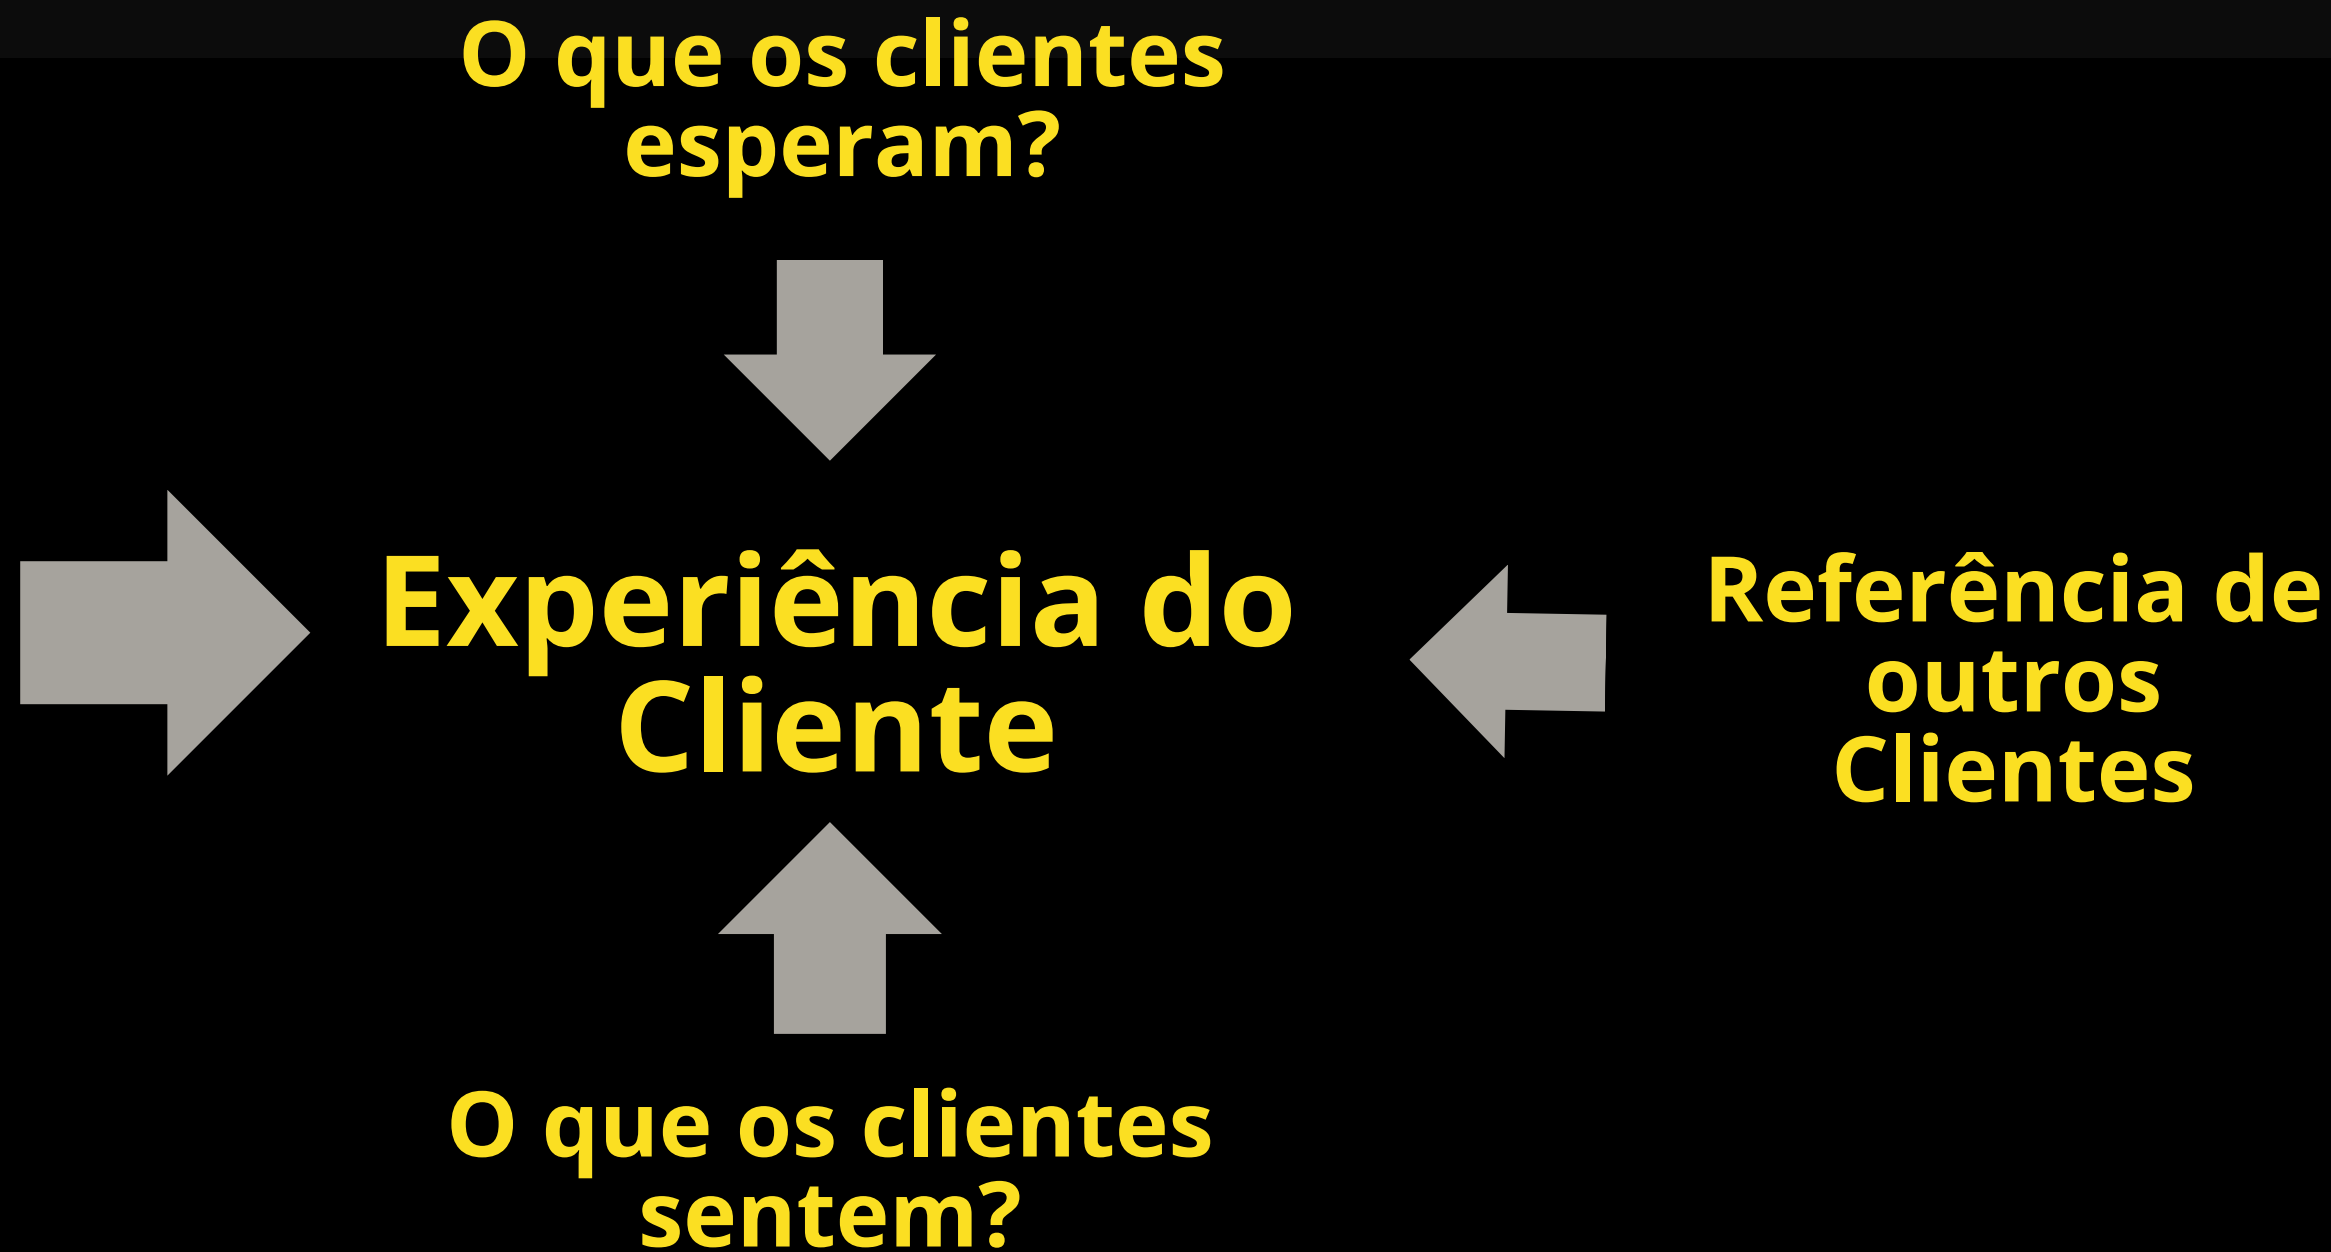 O que os clientes
esperam?
Experiência do
Cliente
Referência de
outros
Clientes
O que os clientes
sentem?